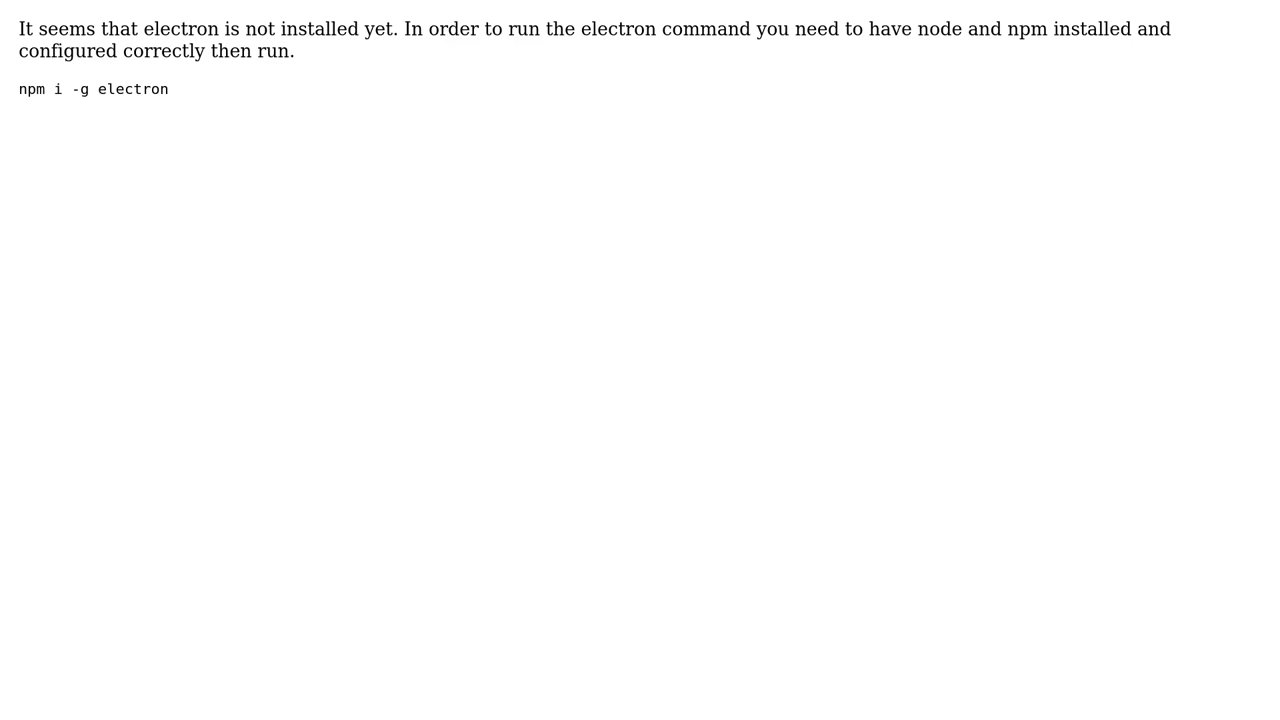 It seems that electron is not installed yet. In order to run the electron command you need to have node and npm installed and
configured correctly then run.
npm i -g electron